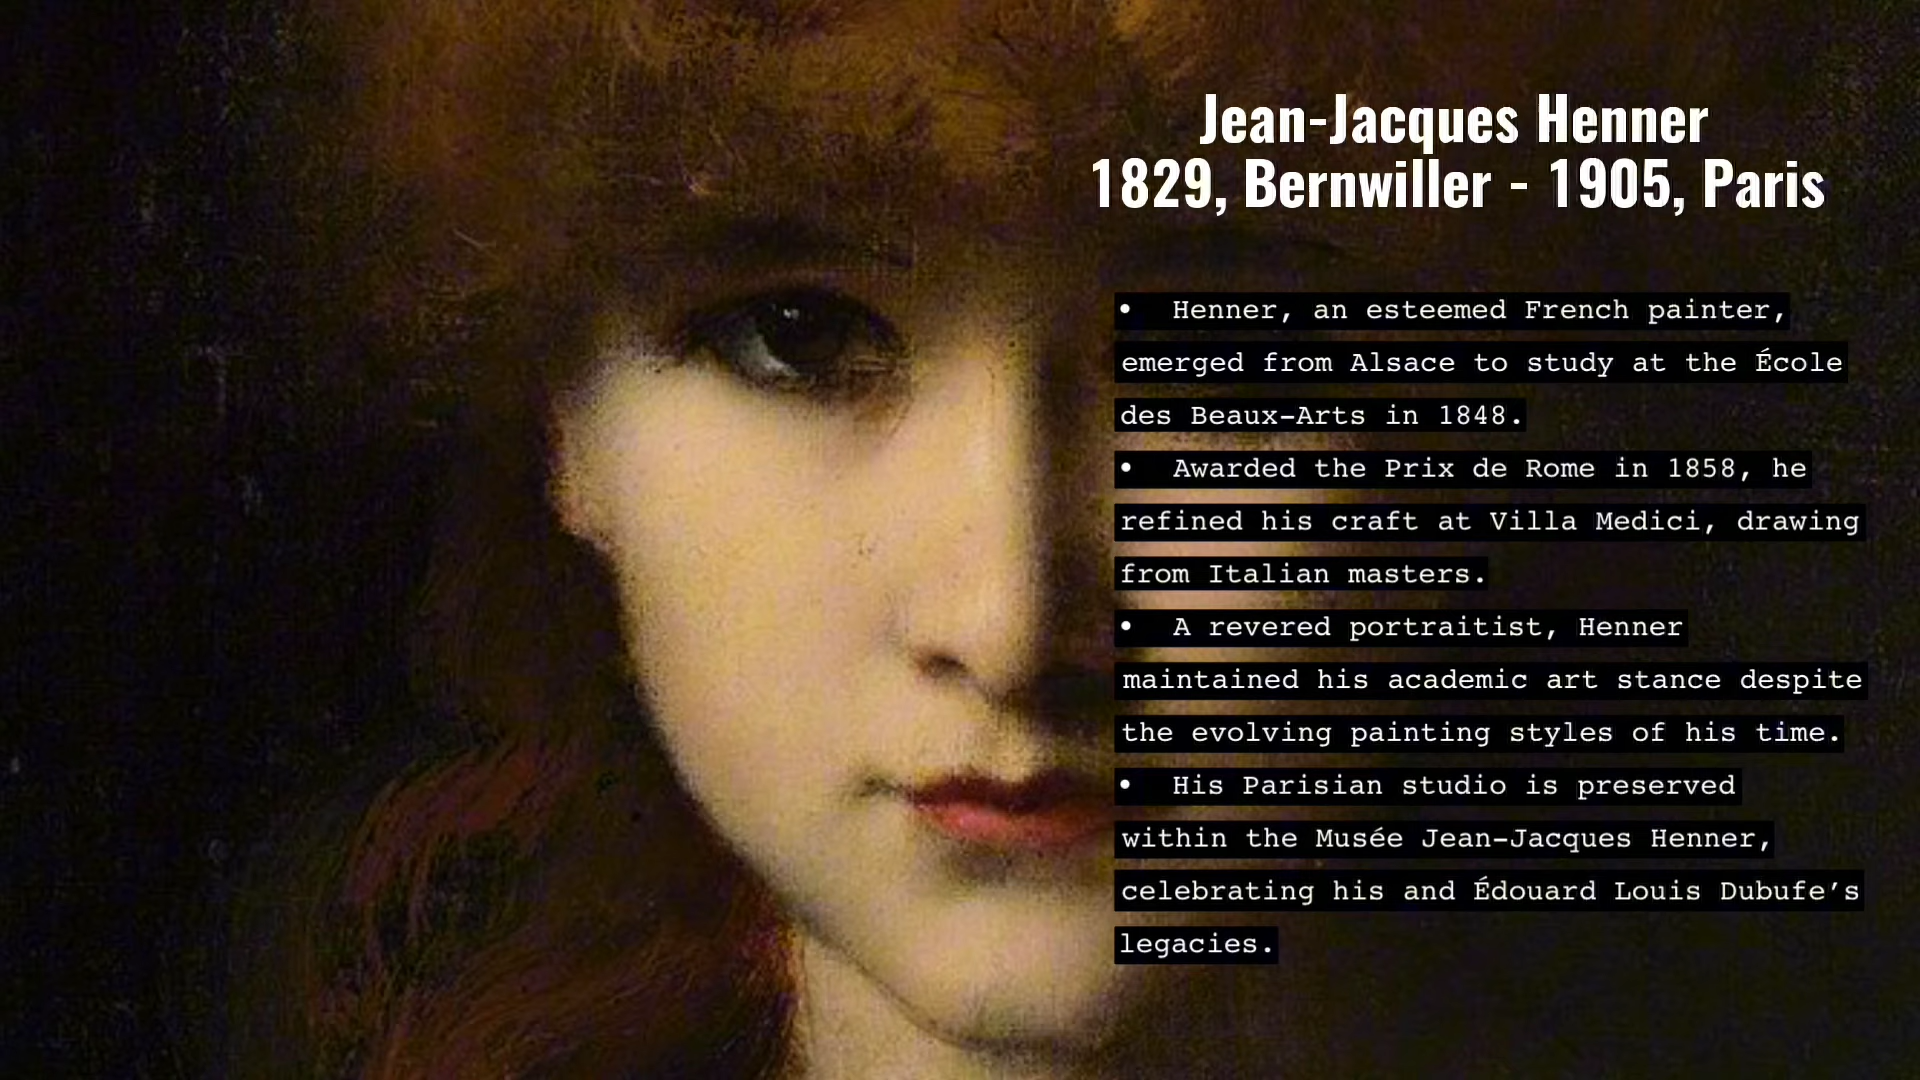 Jean-Jacques Henner
1829, Bernwiller - 1905, Paris
• Henner, an esteemed French painter,
emerged from Alsace to study at the École
des Beaux-Arts in 1848.
• Awarded the Prix de Rome in 1858, he
refined his craft at Villa Medici, drawing
from Italian masters.
• A revered portraitist, Henner
maintained his academic art stance despite
the evolving painting styles of his time.
• His Parisian studio is preserved
within the Musée Jean-Jacques Henner,
celebrating his and Édouard Louis Dubufe’s
legacies.